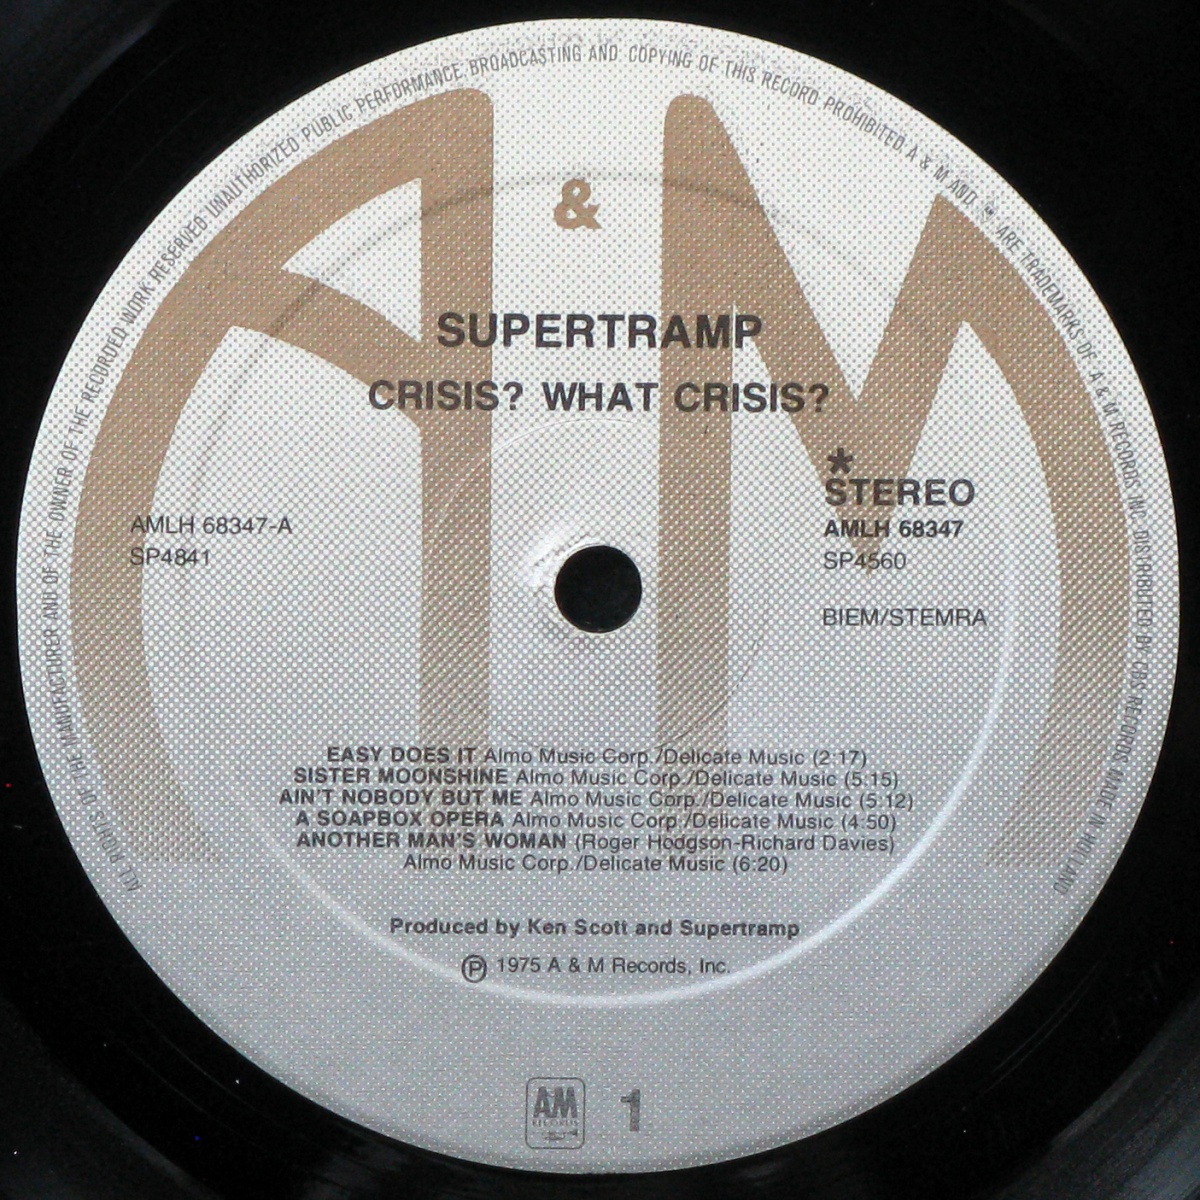 ALL RIGHTS OF THE MANUFACTURER AND OF THE OWNER OF THE RECORDED WORK RESERVED UNAUTHORIZED PUBLIC PERFORMANCE, BROADCASTING AND COPYING OF THIS RECORD PROHIBITED A & M AND ARE TRADEMARKS OF A & M RECORDS INC. DISTRIBUTED BY CBS RECORDS MADE IN HOLLAND
A & M
SUPERTRAMP
CRISIS? WHAT CRISIS?
*
STEREO
AMLH 68347-A
SP4841
AMLH 68347
SP4560
BIEM/STEMRA
EASY DOES IT Almo Music Corp./Delicate Music (2:17)
SISTER MOONSHINE Almo Music Corp./Delicate Music (5:15)
AIN'T NOBODY BUT ME Almo Music Corp./Delicate Music (5:12)
A SOAPBOX OPERA Almo Music Corp/Delicate Music (4:50)
ANOTHER MAN'S WOMAN (Roger Hodgson-Richard Davies)
Almo Music Corp./Delicate Music (6:20)
Produced by Ken Scott and Supertramp
℗ 1975 A & M Records, Inc.
AM
RECORDS
1